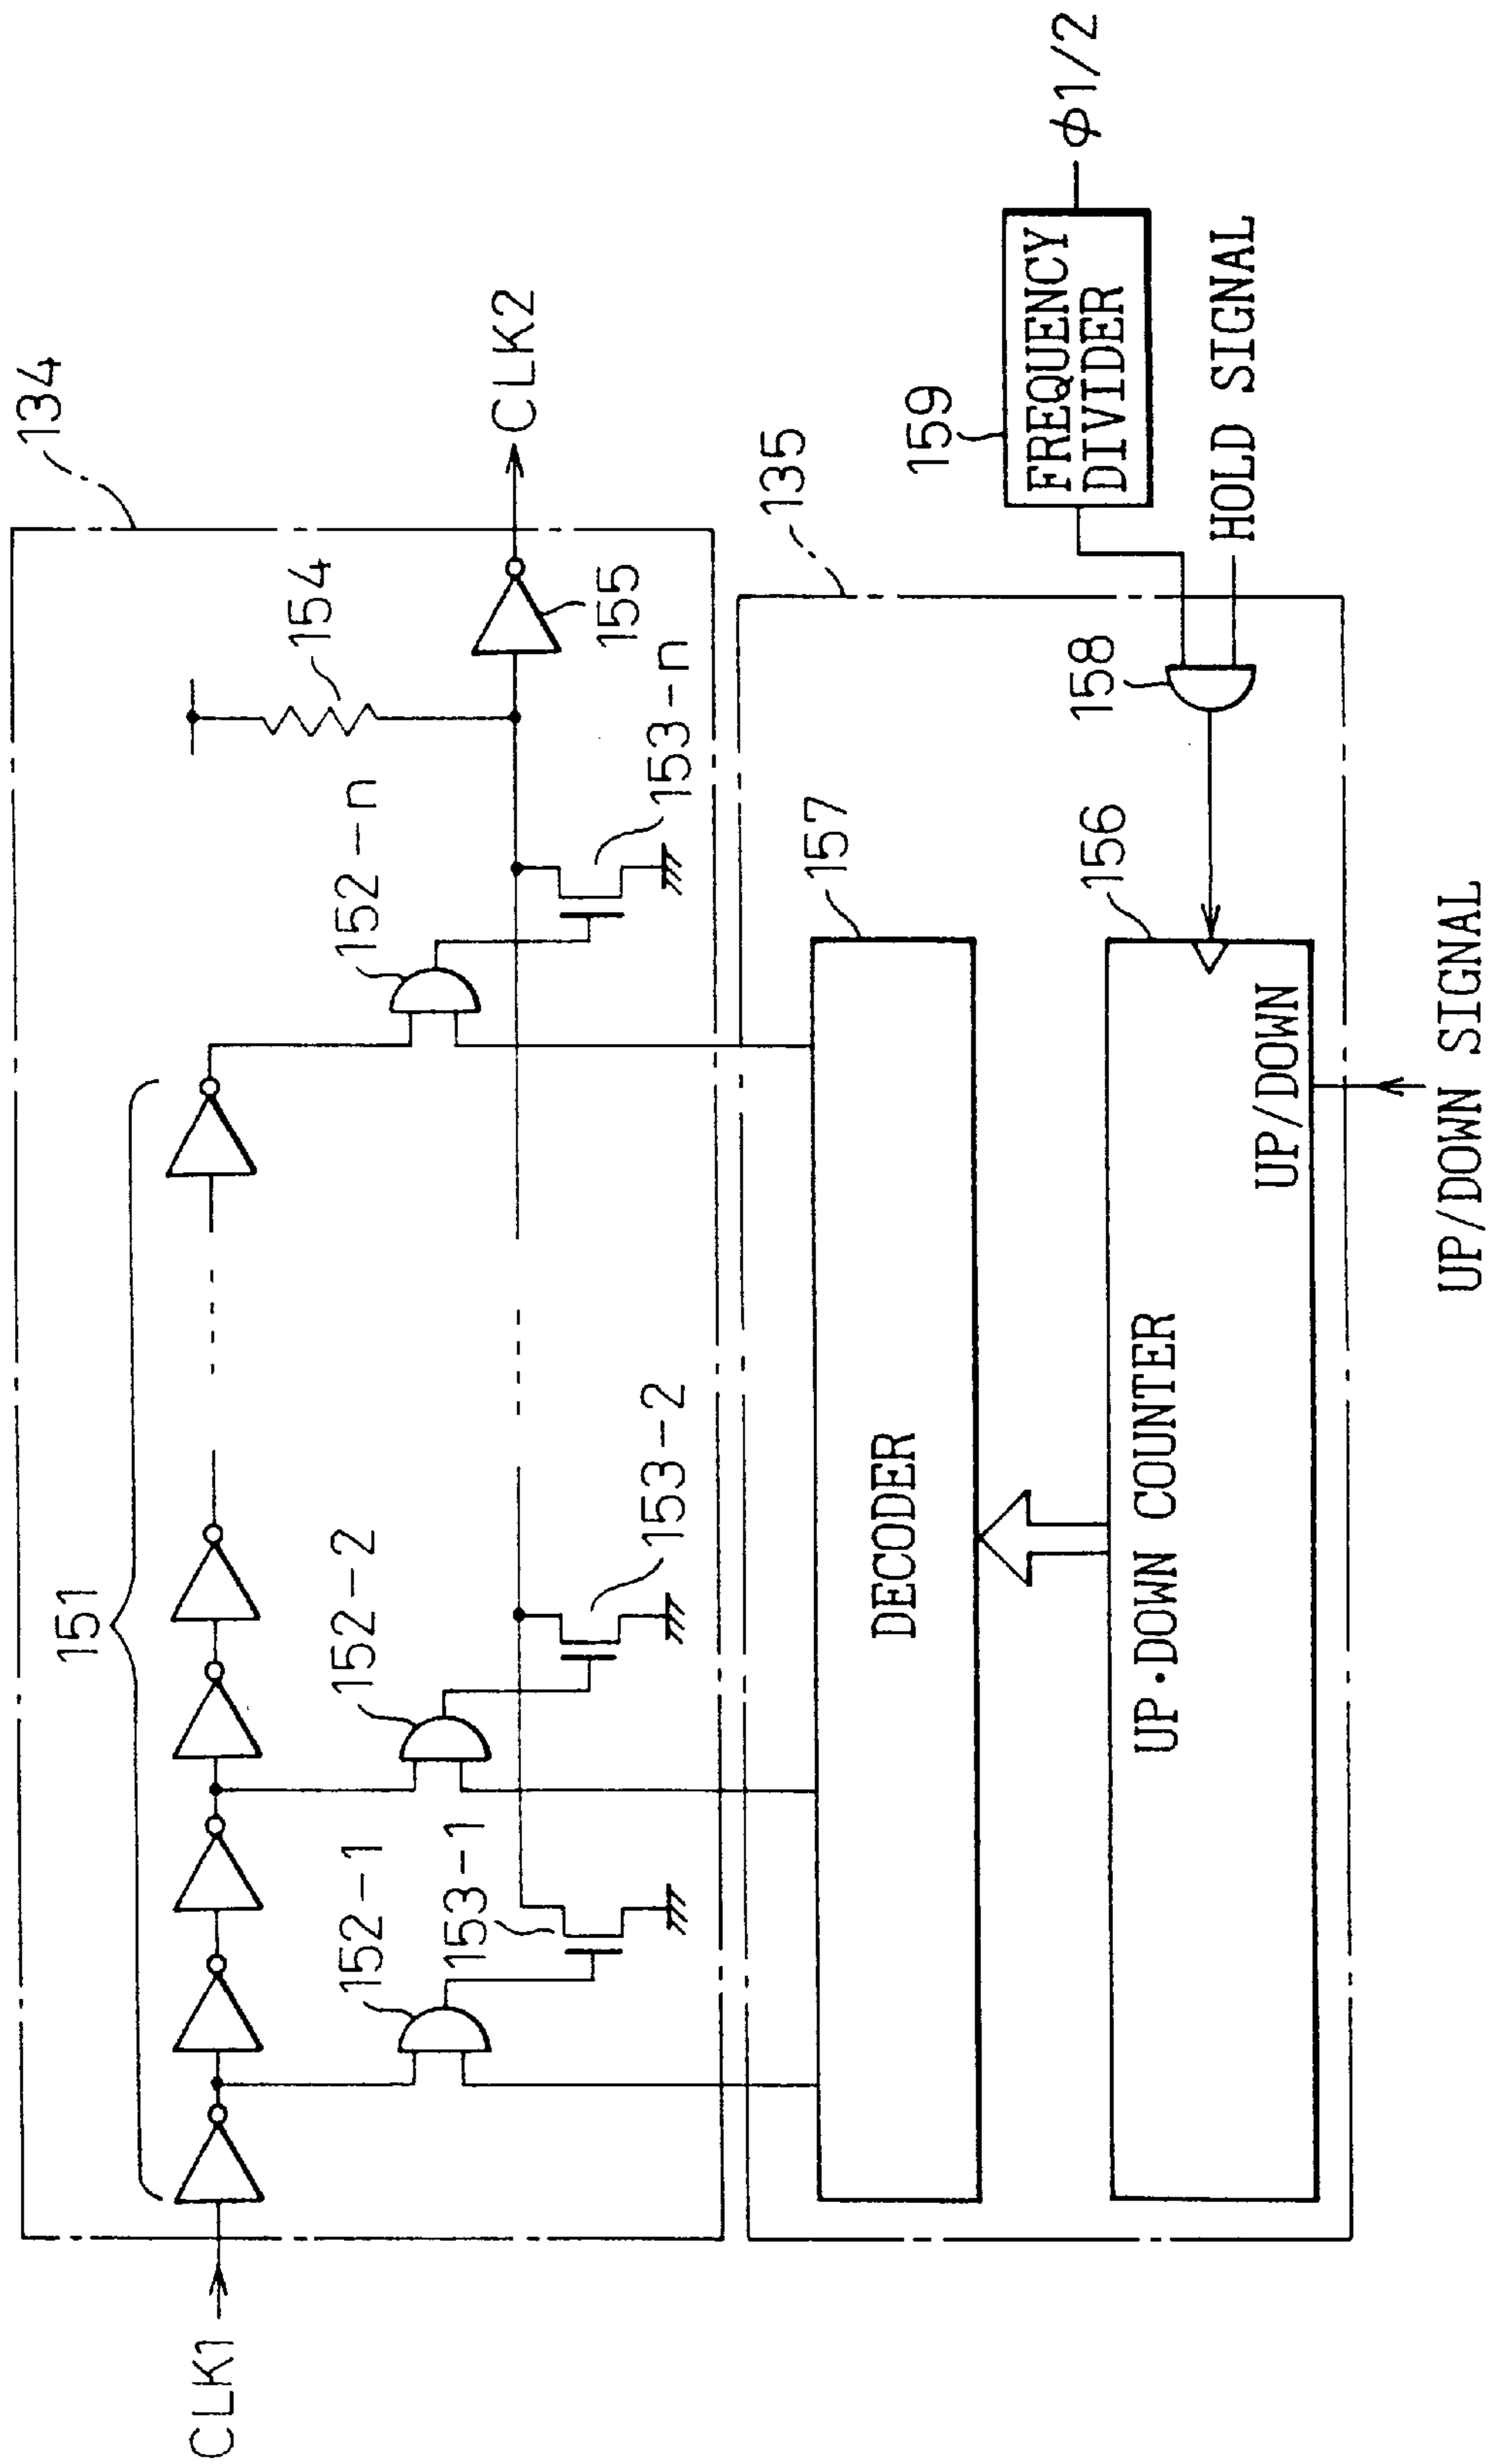 134
151
154
CLK1
CLK2
152-1
152-2
152-n
153-1
153-2
153-n
155
135
157
159
DECODER
FREQUENCY
DIVIDER
φ1/2
158
156
HOLD SIGNAL
UP·DOWN COUNTER
UP/DOWN
UP/DOWN SIGNAL